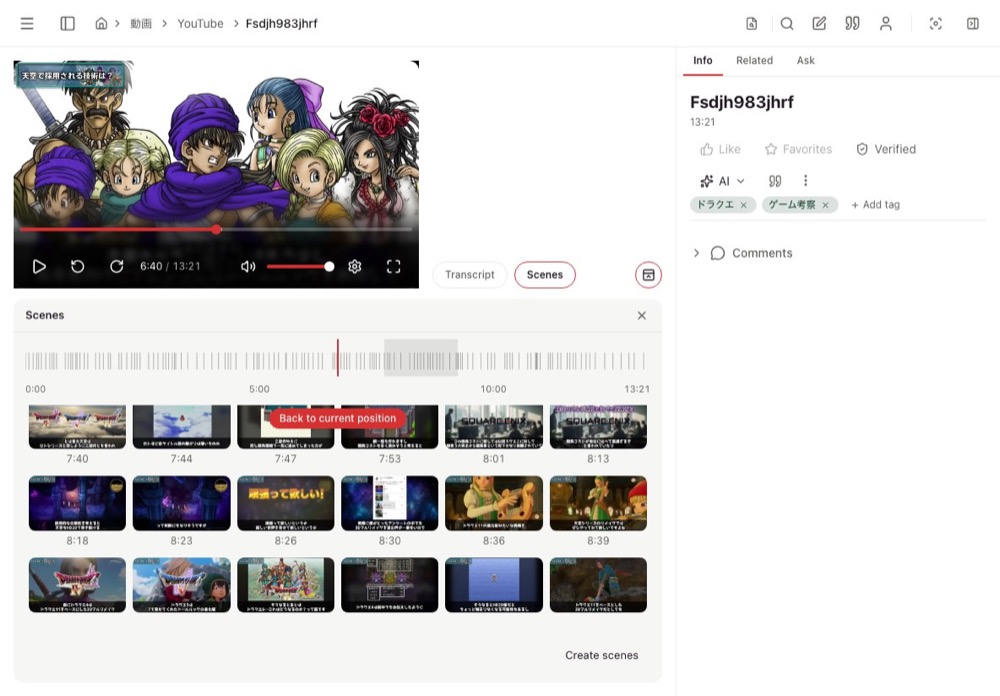 動画
YouTube
Fsdjh983jhrf
天空で採用される技術は？
6:40 / 13:21
Transcript
Scenes
Scenes
0:00
5:00
10:00
13:21
Back to current position
SQUARE ENIX
SQUARE ENIX
7:40
7:44
7:47
7:53
8:01
8:13
頑張って欲しい!
8:18
8:23
8:26
8:30
8:36
8:39
Create scenes
Info
Related
Ask
Fsdjh983jhrf
13:21
Like
Favorites
Verified
AI
ドラクエ
ゲーム考察
+ Add tag
Comments